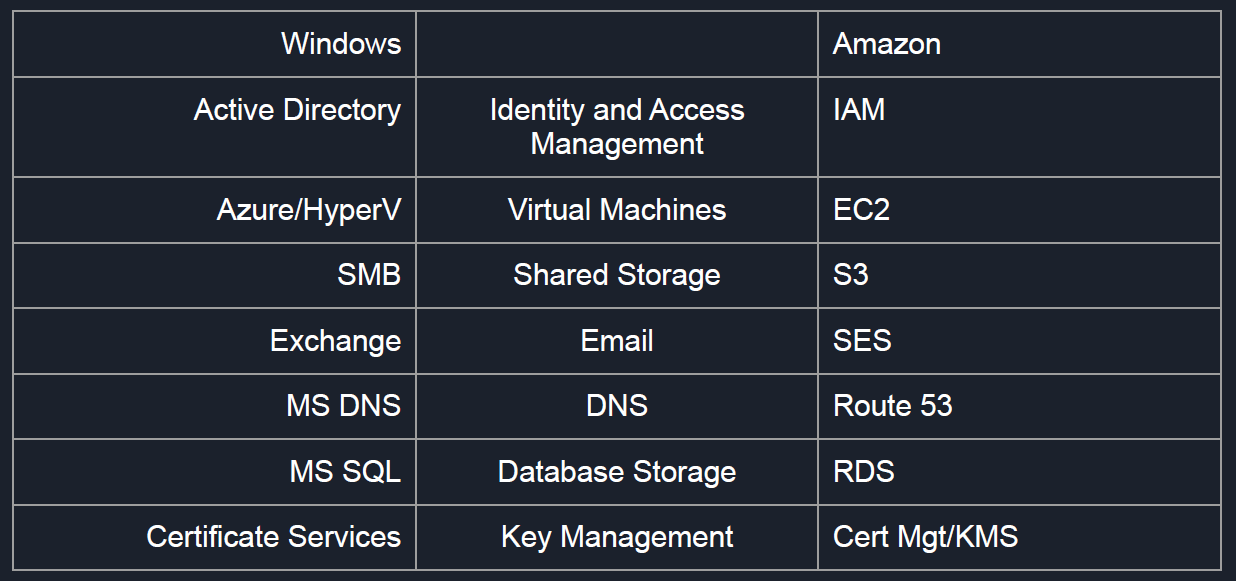 Windows Amazon
Active Directory Identity and Access IAM
Management
Azure/HyperV Virtual Machines EC2
SMB Shared Storage S3
Exchange Email SES
MS DNS DNS Route 53
MS SQL Database Storage RDS
Certificate Services Key Management Cert Mgt/KMS